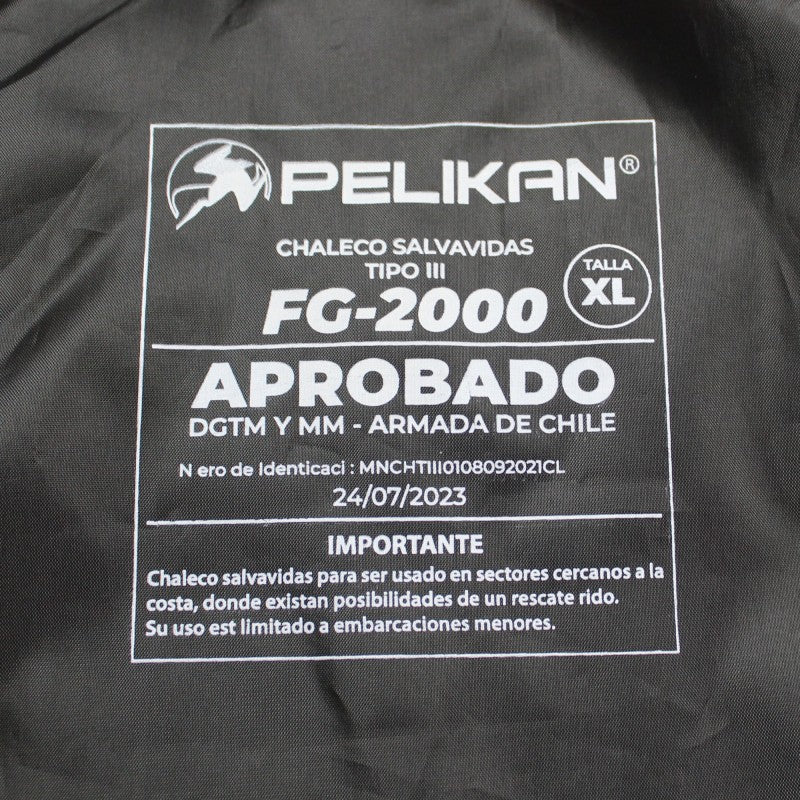 PELIKAN®
CHALECO SALVAVIDAS
TIPO III
FG-2000
TALLA
XL
APROBADO
DGTM Y MM - ARMADA DE CHILE
N ero de Identicaci : MNCHTIII0108092021CL
24/07/2023
IMPORTANTE
Chaleco salvavidas para ser usado en sectores cercanos a la
costa, donde existan posibilidades de un rescate rido.
Su uso est limitado a embarcaciones menores.